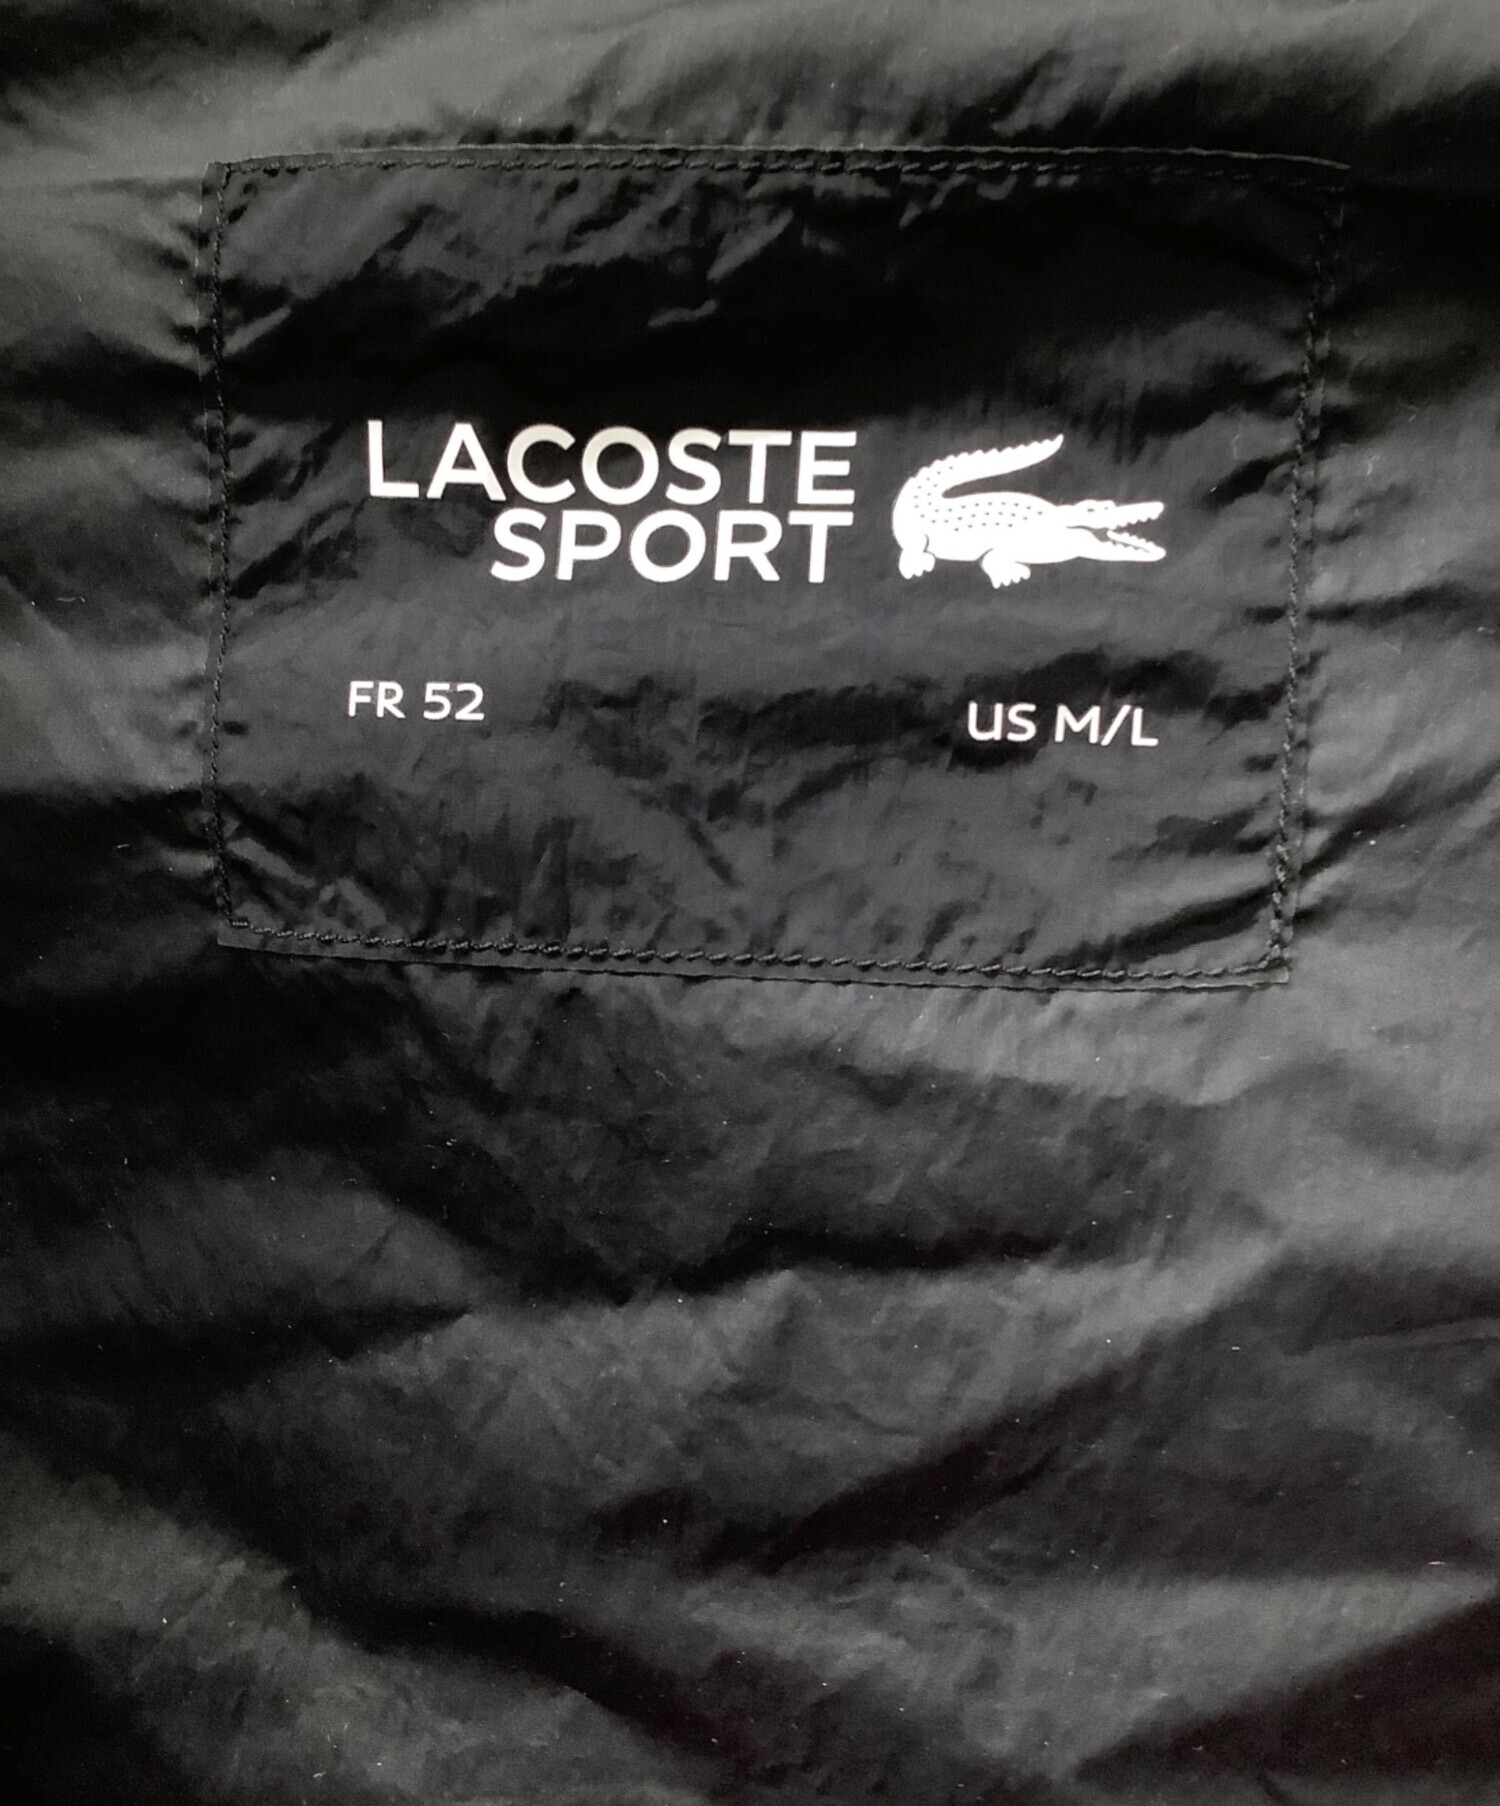 LACOSTE
SPORT
FR 52
US M/L